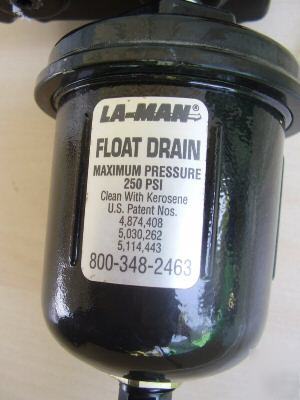 LA-MAN®
FLOAT DRAIN
MAXIMUM PRESSURE
250 PSI
Clean With Kerosene
U.S. Patent Nos.
4,874,408
5,030,262
5,114,443
800-348-2463